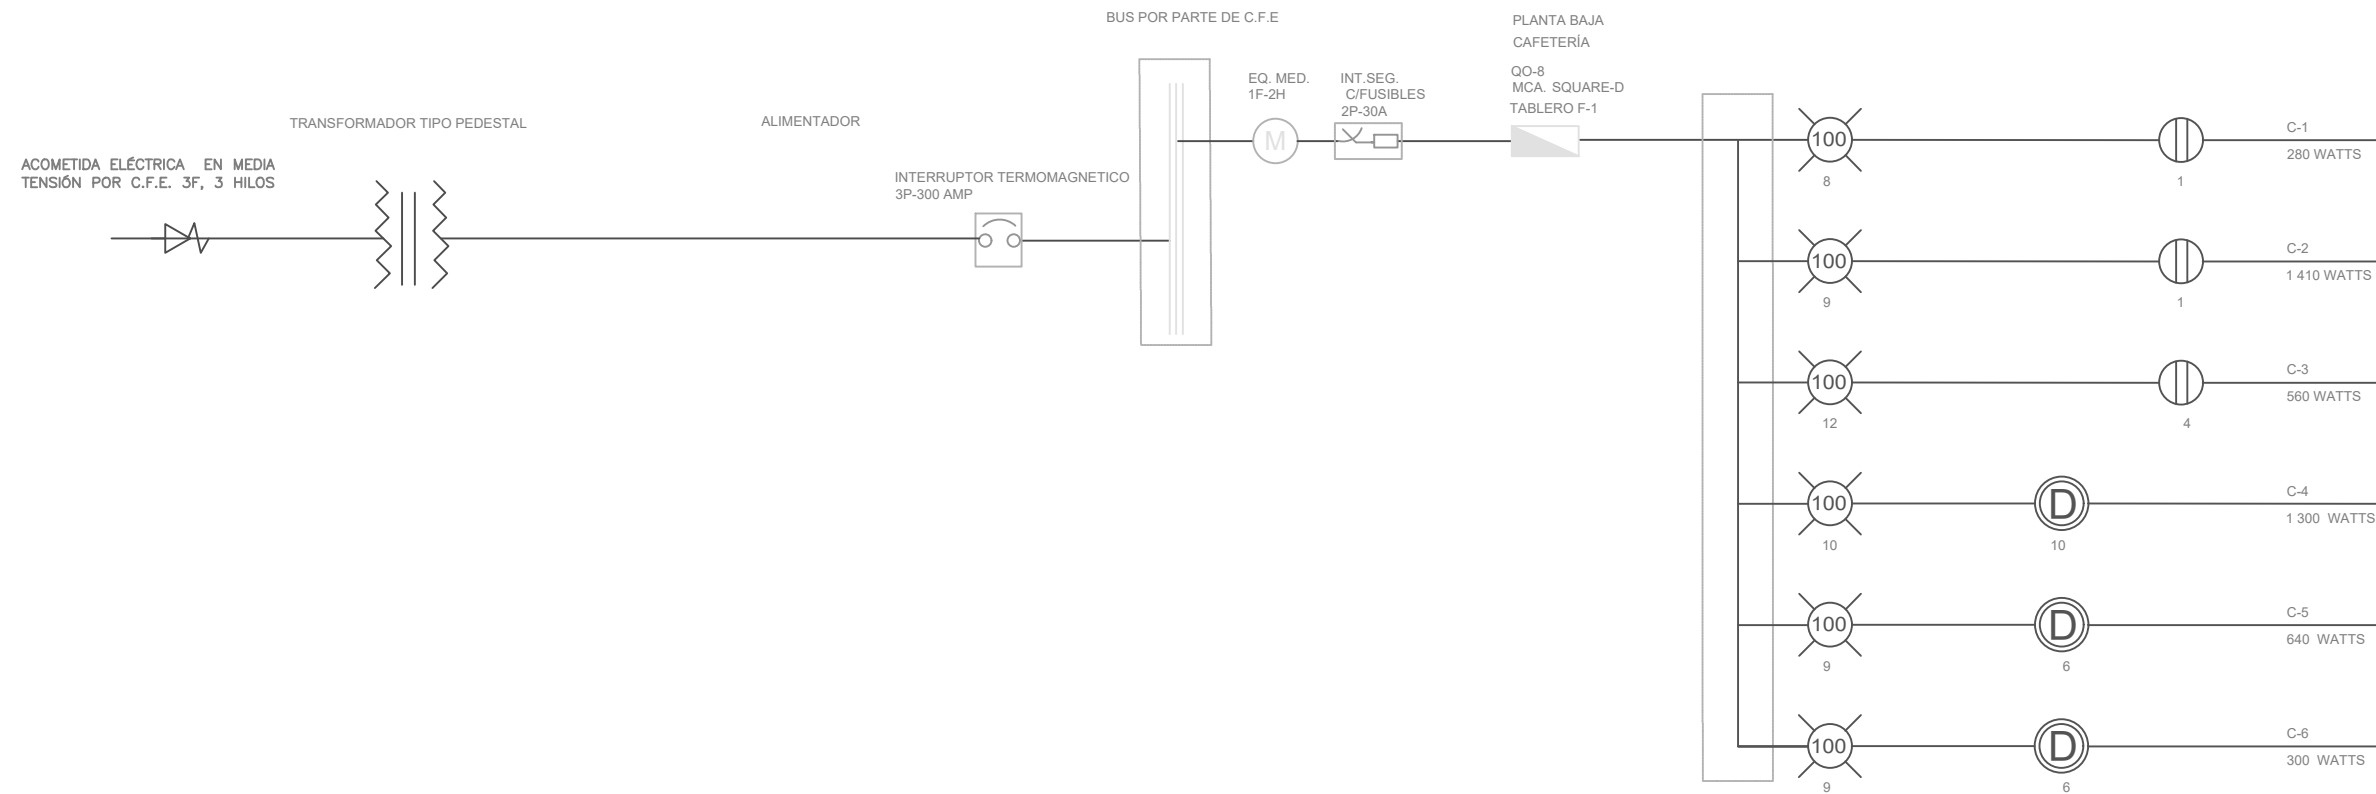 BUS POR PARTE DE C.F.E
PLANTA BAJA
CAFETERÍA
EQ. MED.
1F-2H
INT.SEG.
C/FUSIBLES
2P-30A
QO-8
MCA. SQUARE-D
TABLERO F-1
TRANSFORMADOR TIPO PEDESTAL
ALIMENTADOR
ACOMETIDA ELÉCTRICA EN MEDIA
TENSIÓN POR C.F.E. 3F, 3 HILOS
INTERRUPTOR TERMOMAGNETICO
3P-300 AMP
M
100
8
1
C-1
280 WATTS
100
9
1
C-2
1 410 WATTS
100
12
4
C-3
560 WATTS
100
10
D
10
C-4
1 300 WATTS
100
9
D
6
C-5
640 WATTS
100
9
D
6
C-6
300 WATTS